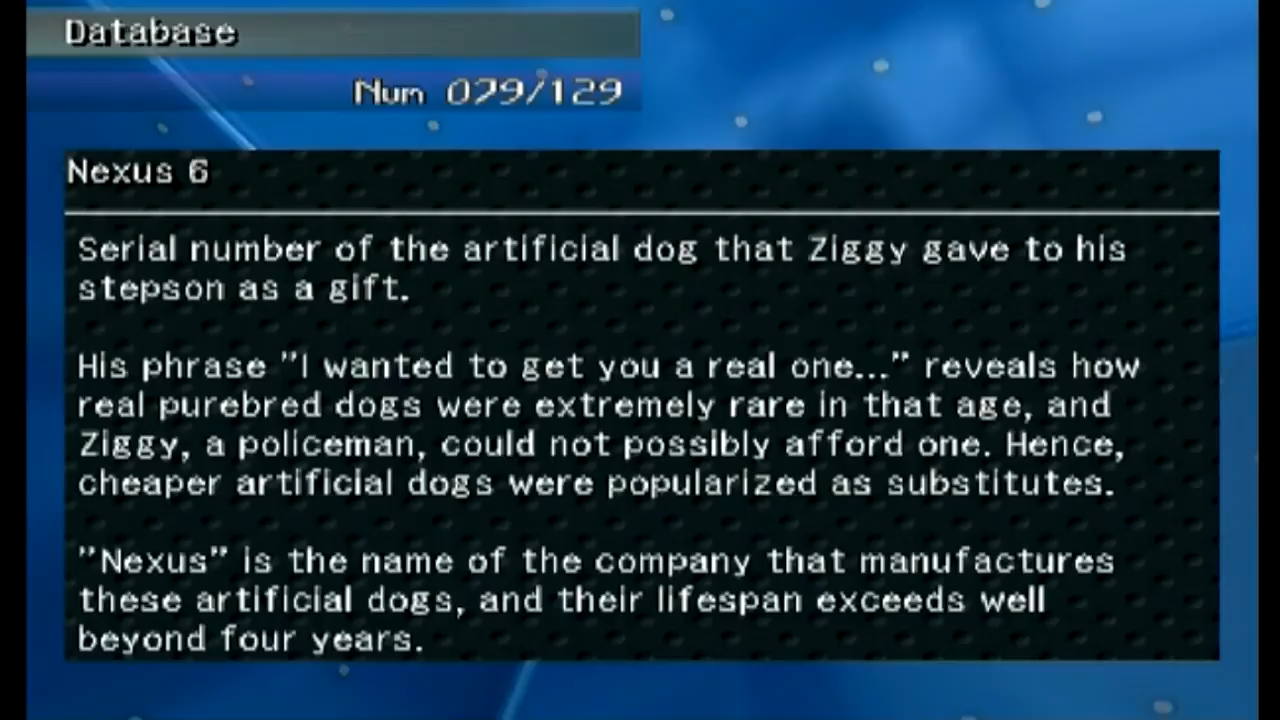 Database
Num 079/129
Nexus 6
Serial number of the artificial dog that Ziggy gave to his
stepson as a gift.
His phrase "I wanted to get you a real one..." reveals how
real purebred dogs were extremely rare in that age, and
Ziggy, a policeman, could not possibly afford one. Hence,
cheaper artificial dogs were popularized as substitutes.
"Nexus" is the name of the company that manufactures
these artificial dogs, and their lifespan exceeds well
beyond four years.